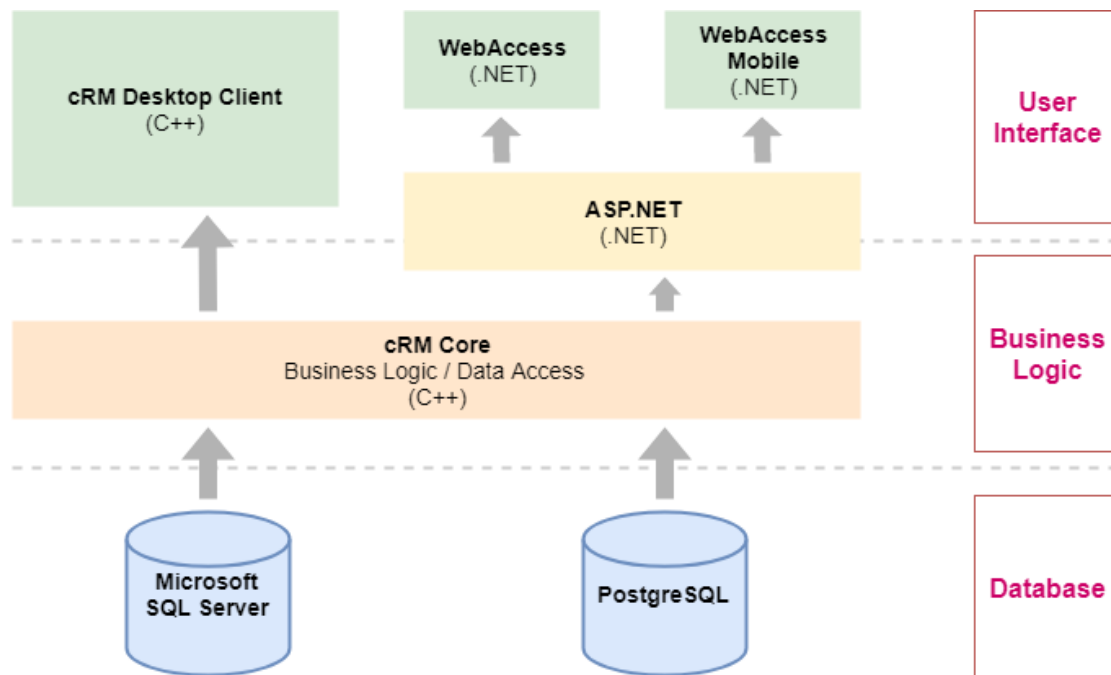 cRM Desktop Client
(C++)
WebAccess
(.NET)
WebAccess
Mobile
(.NET)
User
Interface
ASP.NET
(.NET)
cRM Core
Business Logic / Data Access
(C++)
Business
Logic
Microsoft
SQL Server
PostgreSQL
Database